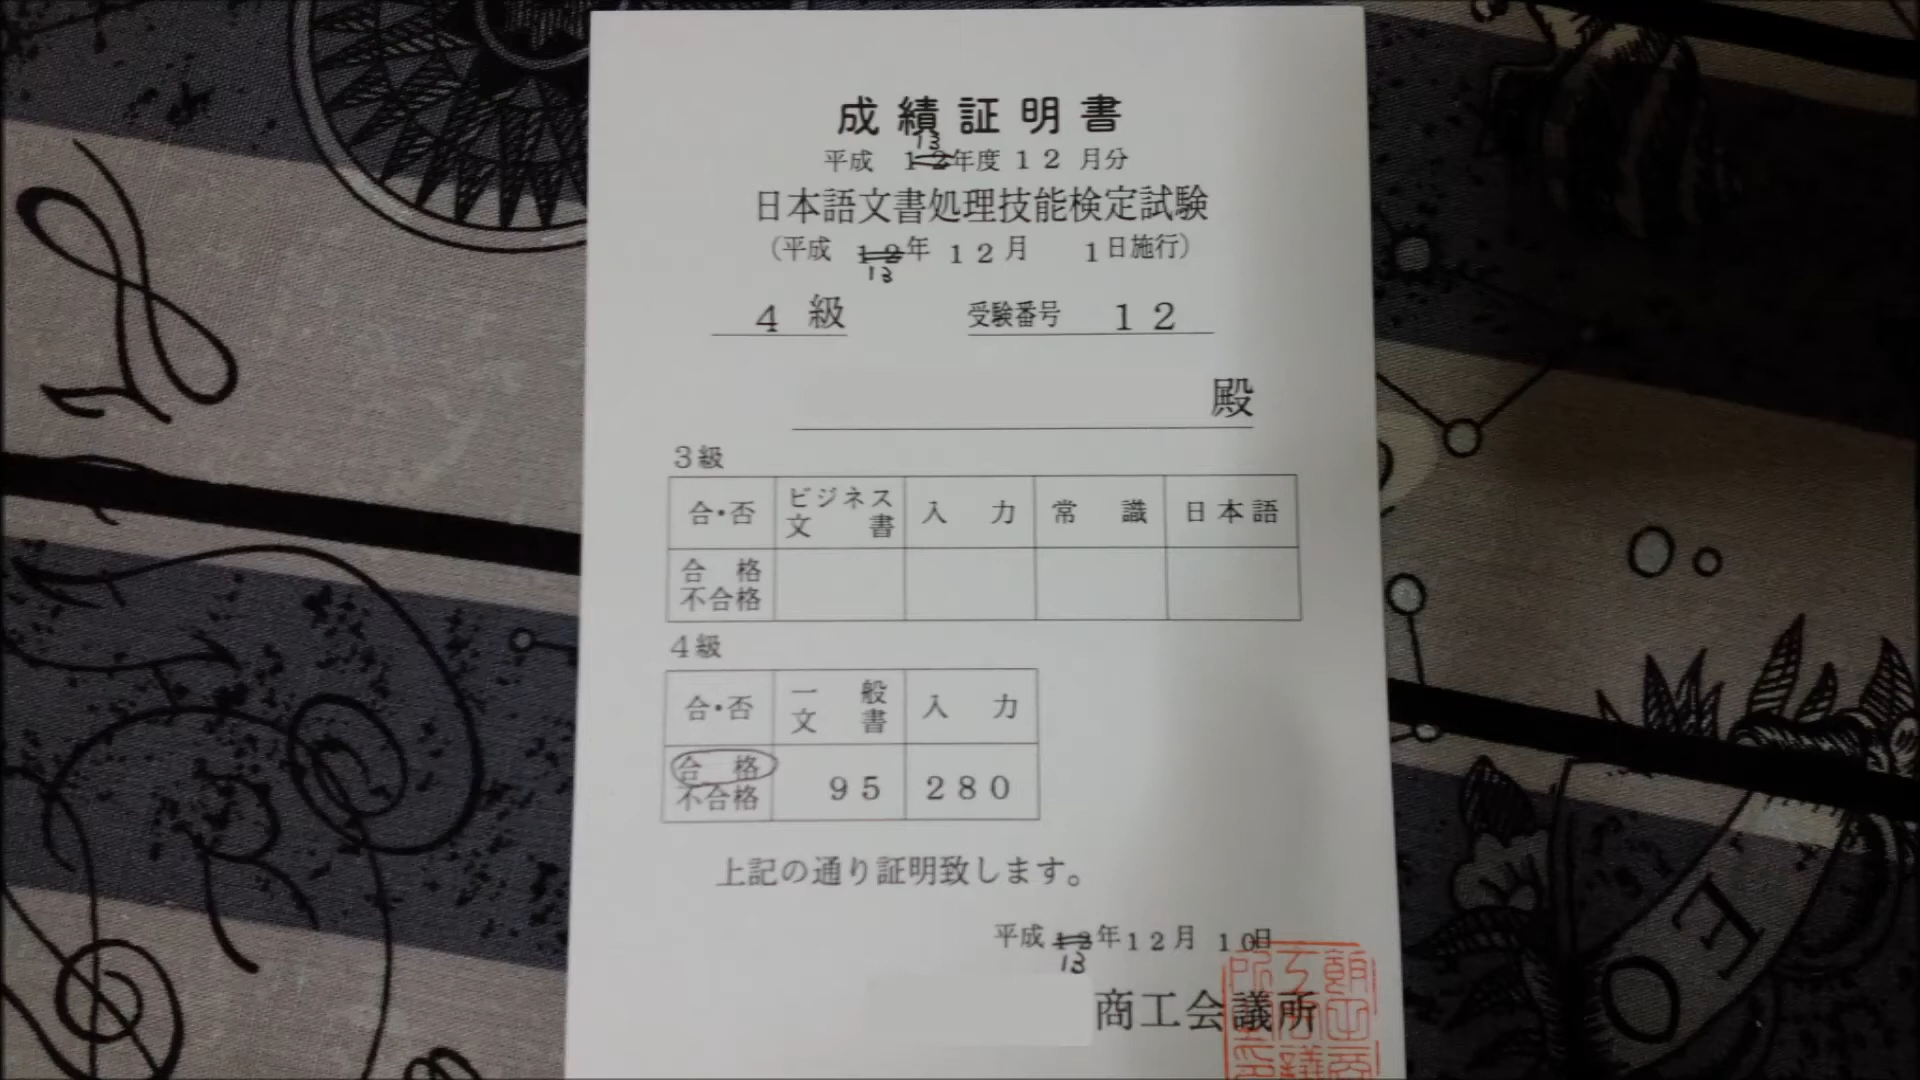 成績証明書
平成 13年度 12月分
日本語文書処理技能検定試験
(平成 13年 12月 1日施行)
4級 受験番号 12
殿
3級
合・否 ビジネス文書 入力 常識 日本語
合格
不合格
4級
合・否 一般文書 入力
合格
不合格 95 280
上記の通り証明致します。
平成 13年12月 10日
商工会議所